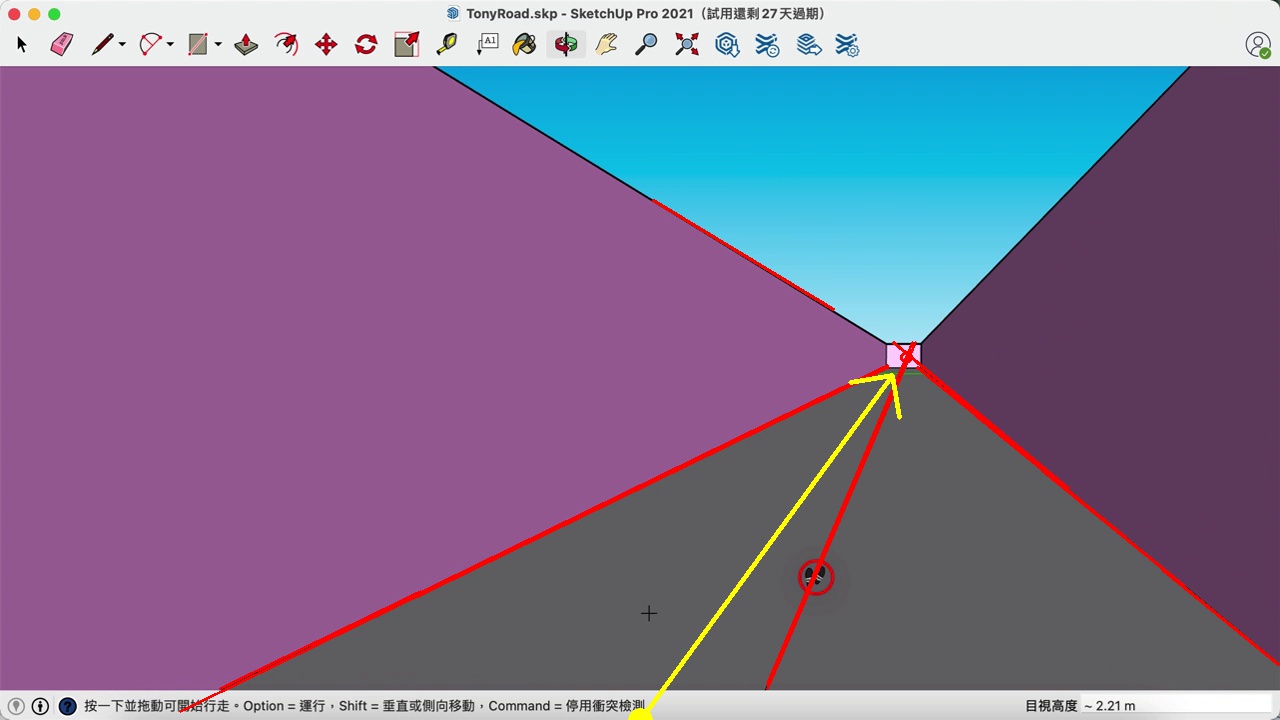 TonyRoad.skp - SketchUp Pro 2021（試用還剩 27 天過期）
A1
按一下並拖動可開始行走。Option = 運行，Shift = 垂直或側向移動，Command = 停用衝突檢測
目視高度 ~ 2.21 m